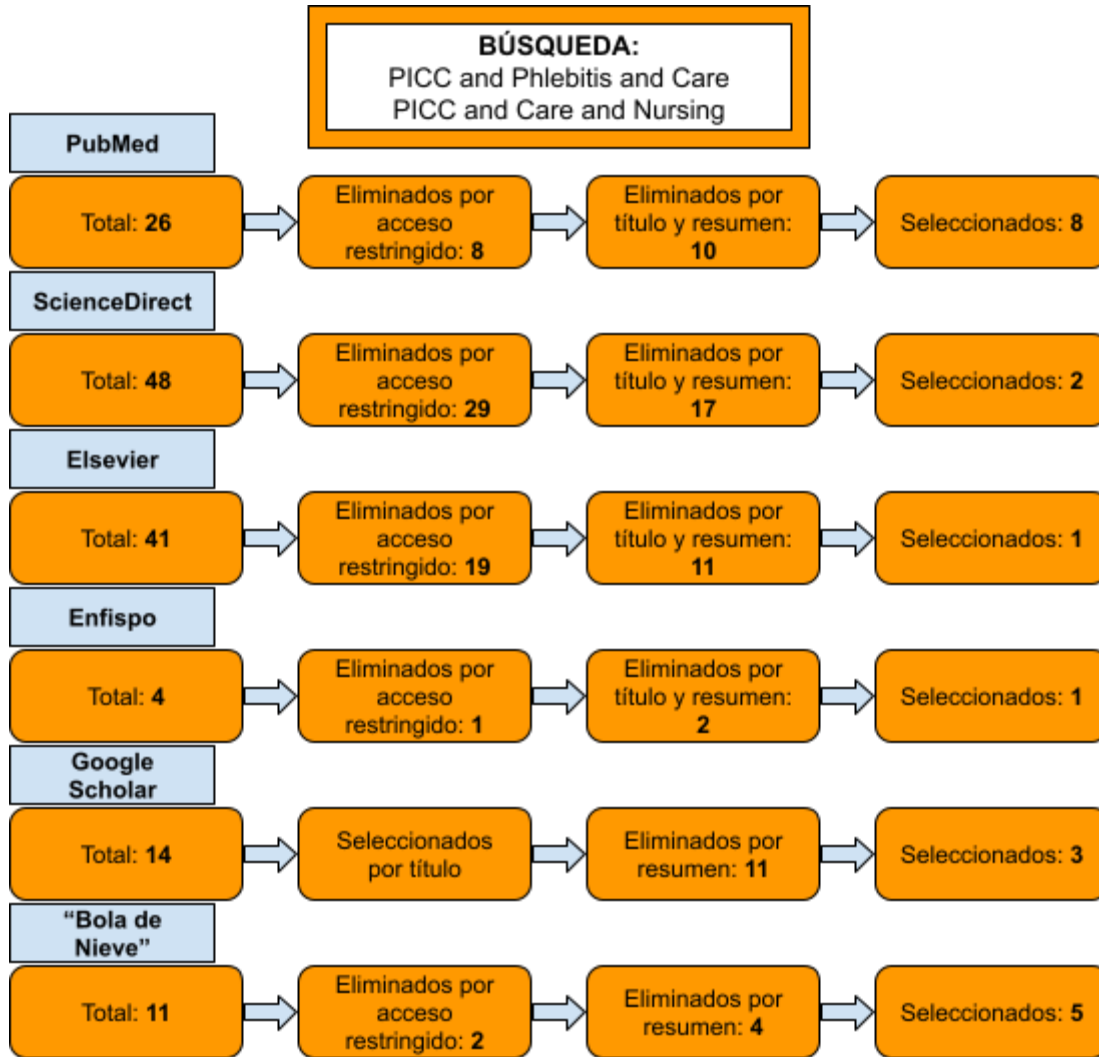 BÚSQUEDA:
PICC and Phlebitis and Care
PICC and Care and Nursing
PubMed
Total: 26
Eliminados por
acceso
restringido: 8
Eliminados por
título y resumen:
10
Seleccionados: 8
ScienceDirect
Total: 48
Eliminados por
acceso
restringido: 29
Eliminados por
título y resumen:
17
Seleccionados: 2
Elsevier
Total: 41
Eliminados por
acceso
restringido: 19
Eliminados por
título y resumen:
11
Seleccionados: 1
Enfispo
Total: 4
Eliminados por
acceso
restringido: 1
Eliminados por
título y resumen:
2
Seleccionados: 1
Google
Scholar
Total: 14
Seleccionados
por título
Eliminados por
resumen: 11
Seleccionados: 3
“Bola de
Nieve”
Total: 11
Eliminados por
acceso
restringido: 2
Eliminados por
resumen: 4
Seleccionados: 5